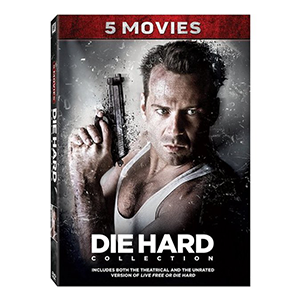 5 MOVIES
DIE HARD
COLLECTION
INCLUDES BOTH THE THEATRICAL AND THE UNRATED
VERSION OF LIVE FREE OR DIE HARD
5 MOVIES
DIE HARD
COLLECTION